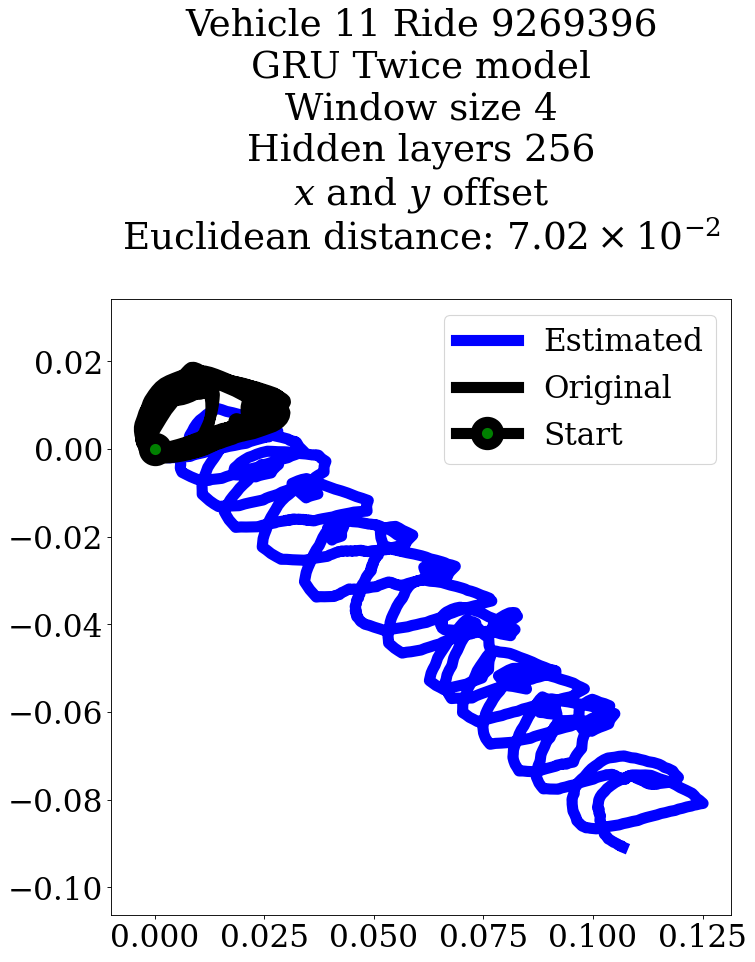 Vehicle 11 Ride 9269396
GRU Twice model
Window size 4
Hidden layers 256
x and y offset
Euclidean distance: 7.02 × 10⁻²
Estimated
Original
Start
0.02
0.00
−0.02
−0.04
−0.06
−0.08
−0.10
0.000 0.025 0.050 0.075 0.100 0.125